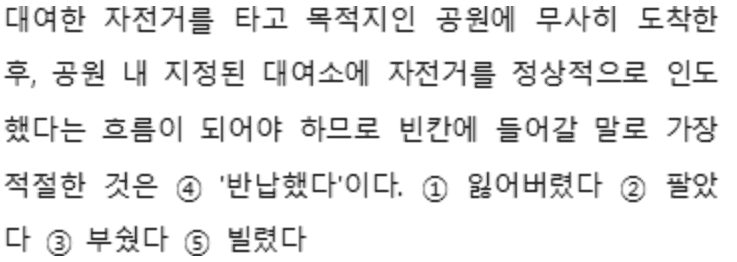 대여한 자전거를 타고 목적지인 공원에 무사히 도착한
후, 공원 내 지정된 대여소에 자전거를 정상적으로 인도
했다는 흐름이 되어야 하므로 빈칸에 들어갈 말로 가장
적절한 것은 ④ '반납했다'이다. ① 잃어버렸다 ② 팔았
다 ③ 부쉈다 ⑤ 빌렸다